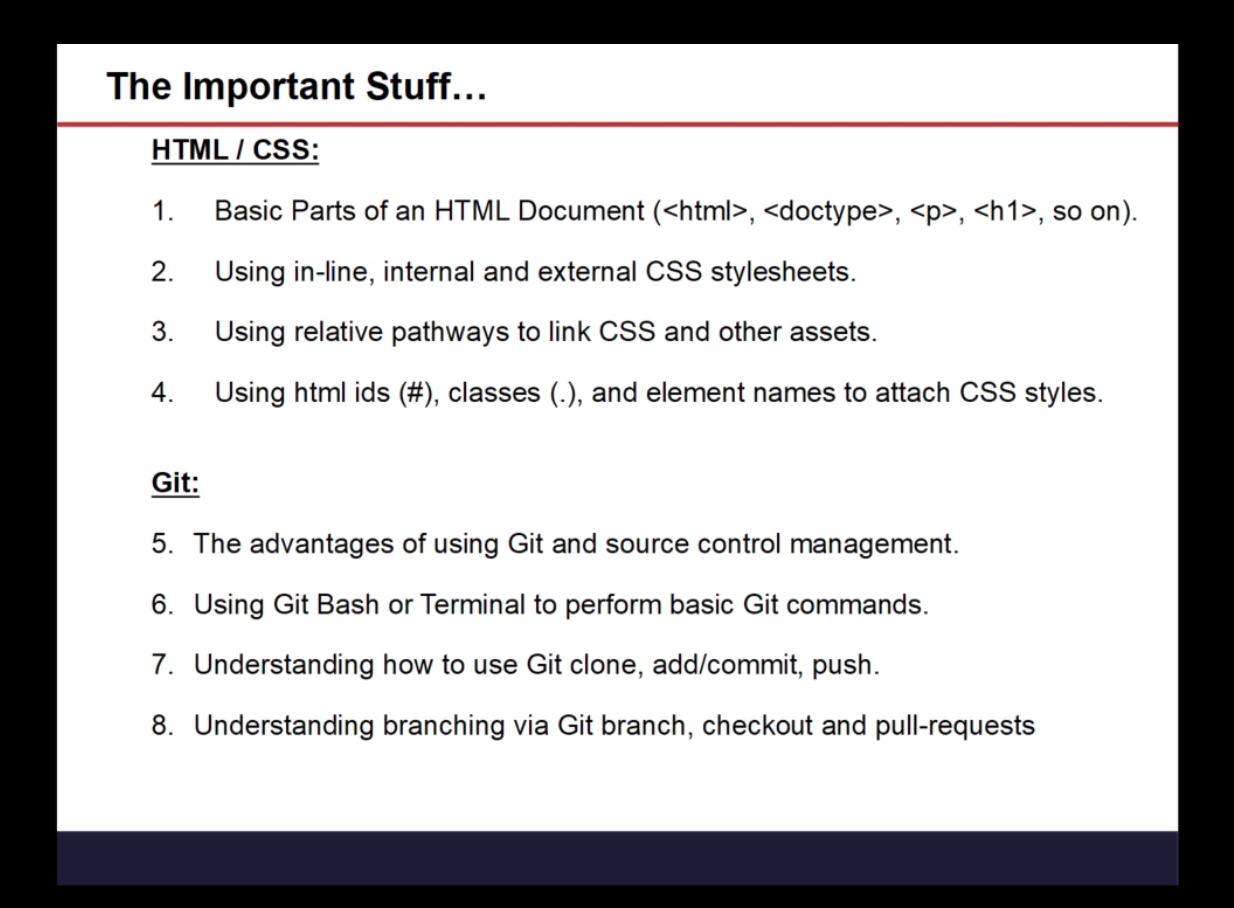 The Important Stuff...
HTML / CSS:
1. Basic Parts of an HTML Document (<html>, <doctype>, <p>, <h1>, so on).
2. Using in-line, internal and external CSS stylesheets.
3. Using relative pathways to link CSS and other assets.
4. Using html ids (#), classes (.), and element names to attach CSS styles.
Git:
5. The advantages of using Git and source control management.
6. Using Git Bash or Terminal to perform basic Git commands.
7. Understanding how to use Git clone, add/commit, push.
8. Understanding branching via Git branch, checkout and pull-requests